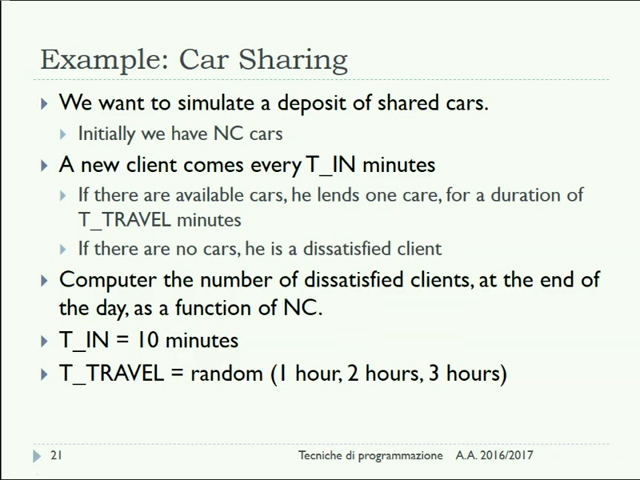 Example: Car Sharing
We want to simulate a deposit of shared cars.
Initially we have NC cars
A new client comes every T_IN minutes
If there are available cars, he lends one care, for a duration of
T_TRAVEL minutes
If there are no cars, he is a dissatisfied client
Computer the number of dissatisfied clients, at the end of
the day, as a function of NC.
T_IN = 10 minutes
T_TRAVEL = random (1 hour, 2 hours, 3 hours)
21 Tecniche di programmazione A.A. 2016/2017